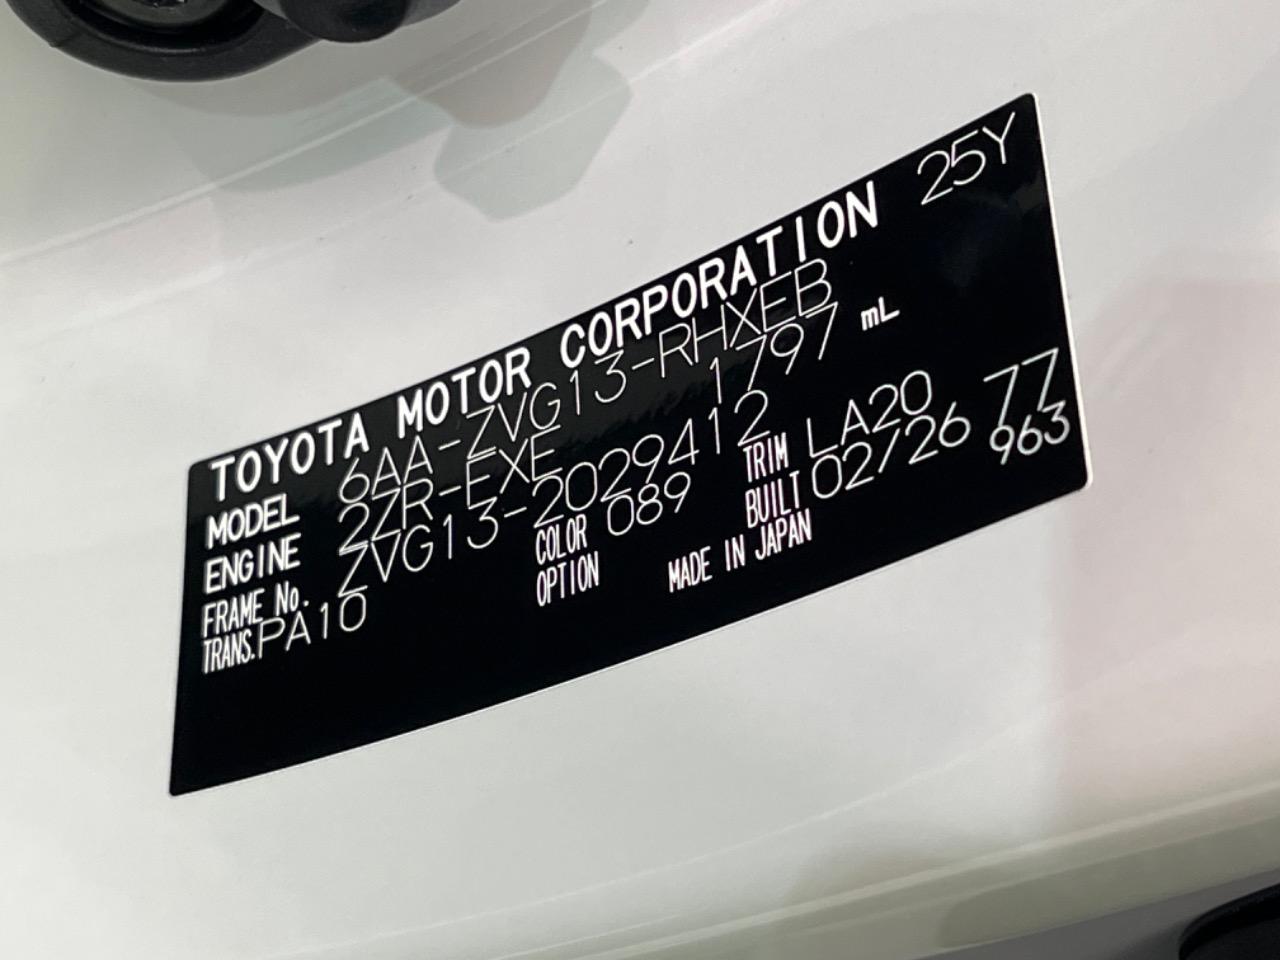 TOYOTA MOTOR CORPORATION 25Y
MODEL 6AA-ZVG13-RHXEB
ENGINE 2ZR-EXE 1797 mL
FRAME No. ZVG13-2029412
TRANS. PA10 COLOR 089 TRIM LA20 77
OPTION BUILT 02/26 963
MADE IN JAPAN